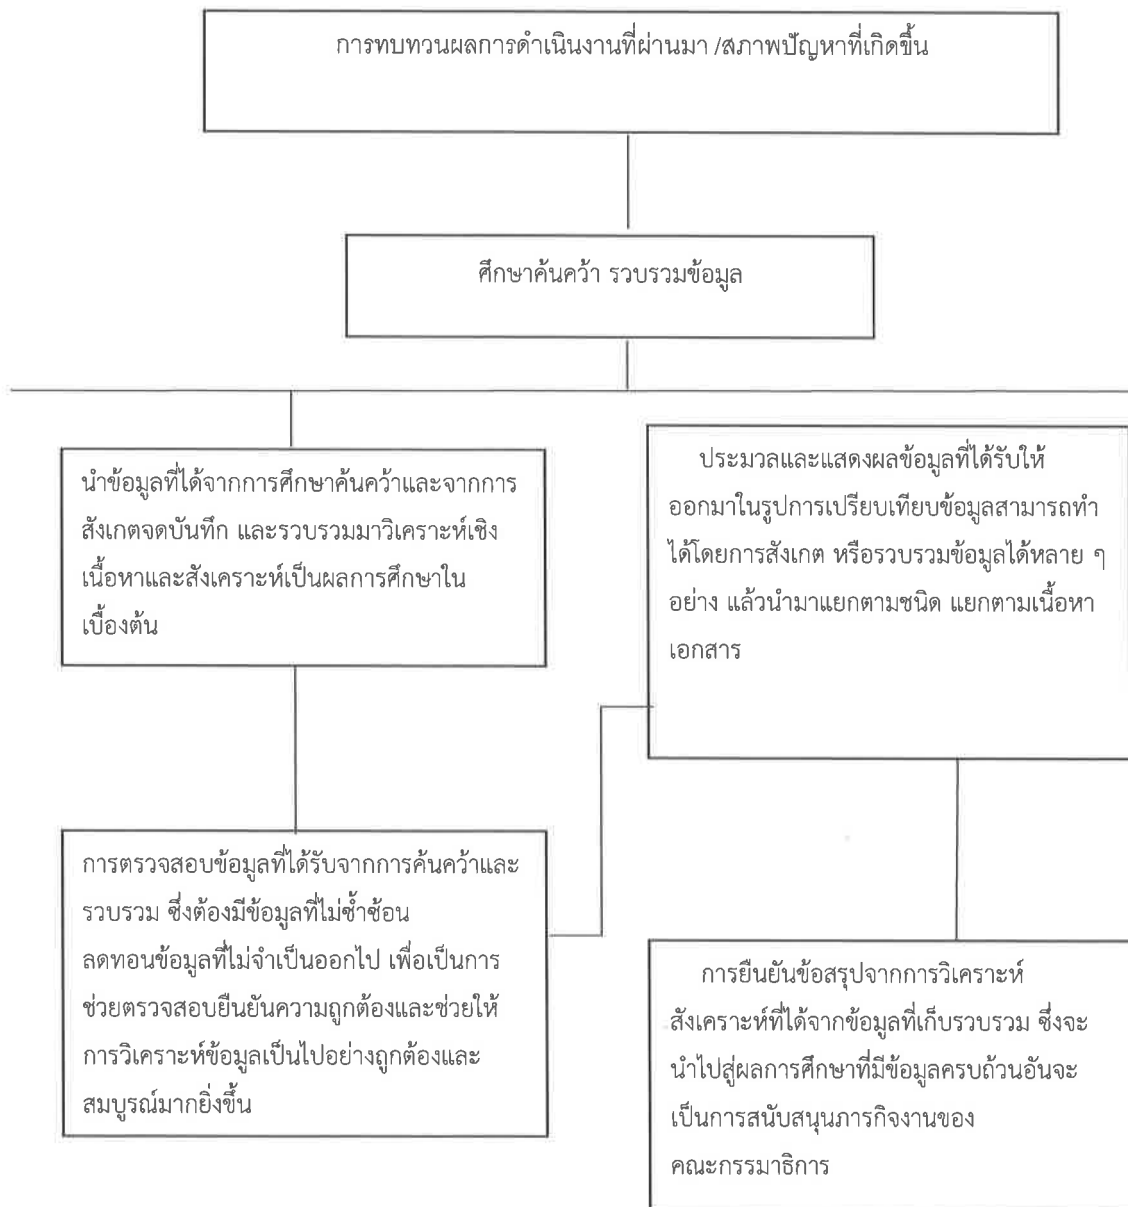 การทบทวนผลการดำเนินงานที่ผ่านมา /สภาพปัญหาที่เกิดขึ้น
ศึกษาค้นคว้า รวบรวมข้อมูล
นำข้อมูลที่ได้จากการศึกษาค้นคว้าและจากการ
สังเกตจดบันทึก และรวบรวมมาวิเคราะห์เชิง
เนื้อหาและสังเคราะห์เป็นผลการศึกษาใน
เบื้องต้น
การตรวจสอบข้อมูลที่ได้รับจากการค้นคว้าและ
รวบรวม ซึ่งต้องมีข้อมูลที่ไม่ซ้ำซ้อน
ลดทอนข้อมูลที่ไม่จำเป็นออกไป เพื่อเป็นการ
ช่วยตรวจสอบยืนยันความถูกต้องและช่วยให้
การวิเคราะห์ข้อมูลเป็นไปอย่างถูกต้องและ
สมบูรณ์มากยิ่งขึ้น
ประมวลและแสดงผลข้อมูลที่ได้รับให้
ออกมาในรูปการเปรียบเทียบข้อมูลสามารถทำ
ได้โดยการสังเกต หรือรวบรวมข้อมูลได้หลาย ๆ
อย่าง แล้วนำมาแยกตามชนิด แยกตามเนื้อหา
เอกสาร
การยืนยันข้อสรุปจากการวิเคราะห์
สังเคราะห์ที่ได้จากข้อมูลที่เก็บรวบรวม ซึ่งจะ
นำไปสู่ผลการศึกษาที่มีข้อมูลครบถ้วนอันจะ
เป็นการสนับสนุนภารกิจงานของ
คณะกรรมาธิการ